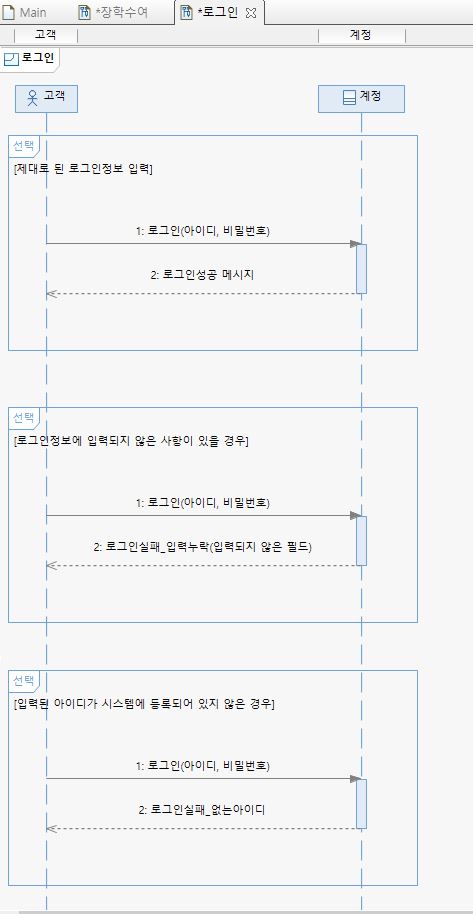 Main
*장학수여
*로그인
고객
계정
로그인
고객
계정
선택
[제대로 된 로그인정보 입력]
1: 로그인(아이디, 비밀번호)
2: 로그인성공 메시지
선택
[로그인정보에 입력되지 않은 사항이 있을 경우]
1: 로그인(아이디, 비밀번호)
2: 로그인실패_입력누락(입력되지 않은 필드)
선택
[입력된 아이디가 시스템에 등록되어 있지 않은 경우]
1: 로그인(아이디, 비밀번호)
2: 로그인실패_없는아이디